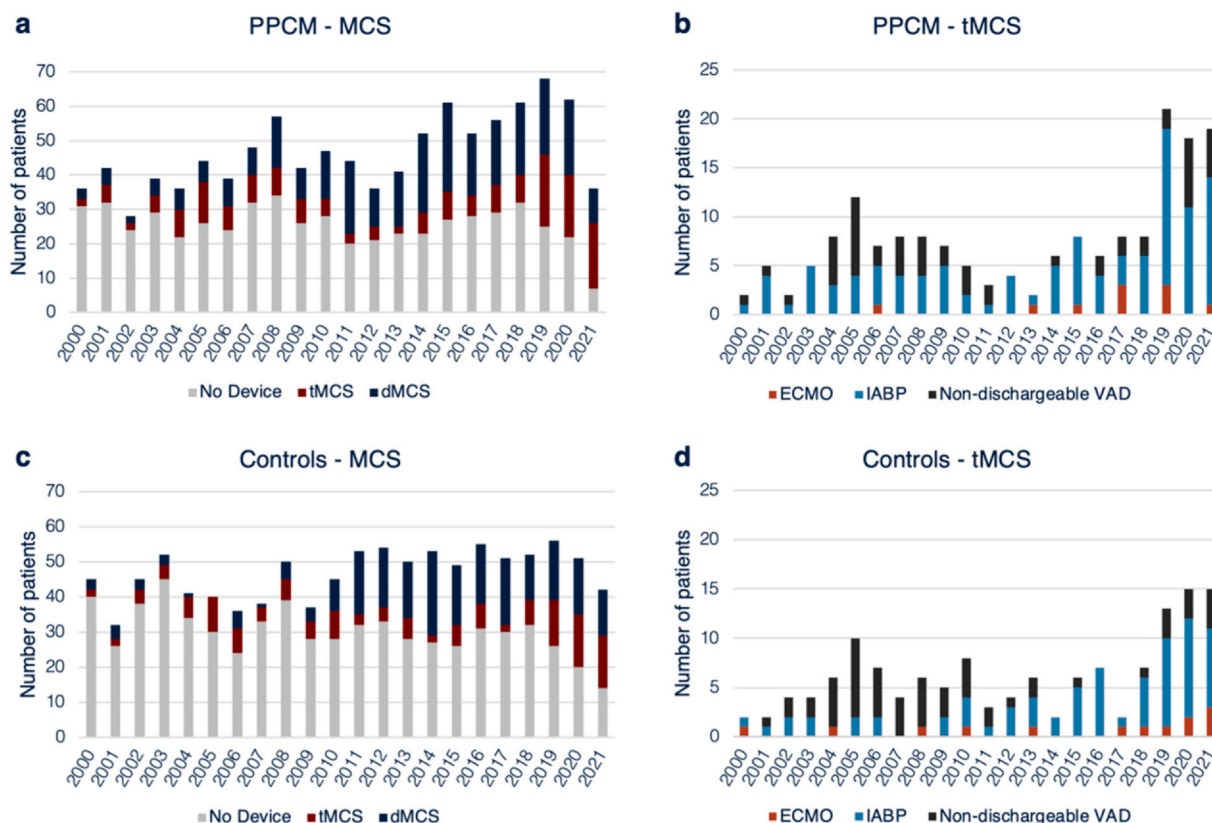 a
PPCM - MCS
Number of patients
70
60
50
40
30
20
10
0
2000 2001 2002 2003 2004 2005 2006 2007 2008 2009 2010 2011 2012 2013 2014 2015 2016 2017 2018 2019 2020 2021
No Device tMCS dMCS
b
PPCM - tMCS
Number of patients
25
20
15
10
5
0
2000 2001 2002 2003 2004 2005 2006 2007 2008 2009 2010 2011 2012 2013 2014 2015 2016 2017 2018 2019 2020 2021
ECMO IABP Non-dischargeable VAD
c
Controls - MCS
Number of patients
70
60
50
40
30
20
10
0
2000 2001 2002 2003 2004 2005 2006 2007 2008 2009 2010 2011 2012 2013 2014 2015 2016 2017 2018 2019 2020 2021
No Device tMCS dMCS
d
Controls - tMCS
Number of patients
25
20
15
10
5
0
2000 2001 2002 2003 2004 2005 2006 2007 2008 2009 2010 2011 2012 2013 2014 2015 2016 2017 2018 2019 2020 2021
ECMO IABP Non-dischargeable VAD